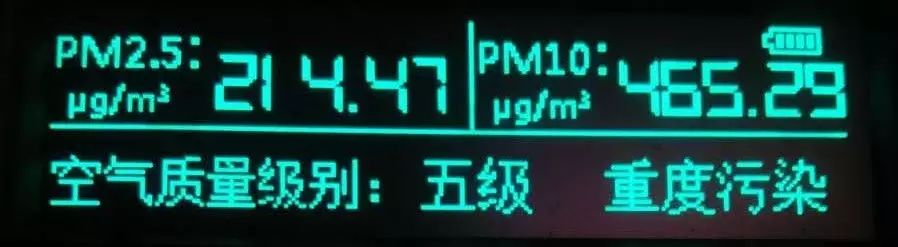 PM2.5: 214.47 PM10: 465.29
μg/m³ μg/m³
空气质量级别: 五级 重度污染